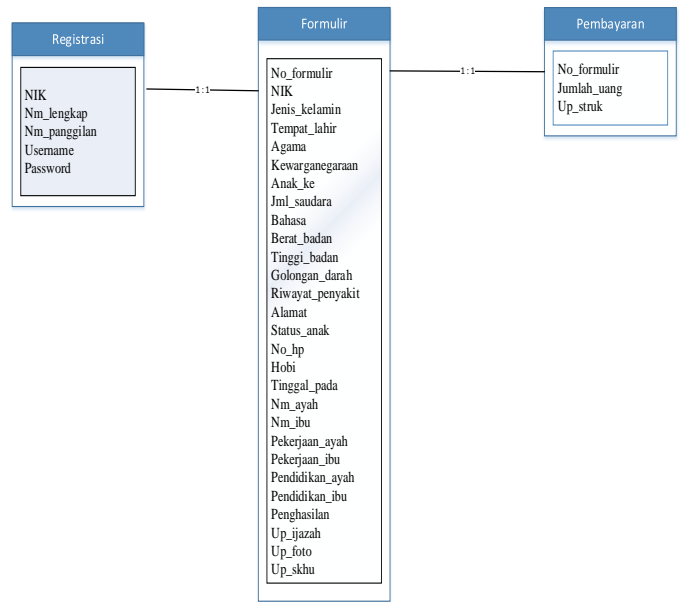 Registrasi
NIK
Nm_lengkap
Nm_panggilan
Username
Password
1:1
Formulir
No_formulir
NIK
Jenis_kelamin
Tempat_lahir
Agama
Kewarganegaraan
Anak_ke
Jml_saudara
Bahasa
Berat_badan
Tinggi_badan
Golongan_darah
Riwayat_penyakit
Alamat
Status_anak
No_hp
Hobi
Tinggal_pada
Nm_ayah
Nm_ibu
Pekerjaan_ayah
Pekerjaan_ibu
Pendidikan_ayah
Pendidikan_ibu
Penghasilan
Up_ijazah
Up_foto
Up_skhu
1:1
Pembayaran
No_formulir
Jumlah_uang
Up_struk